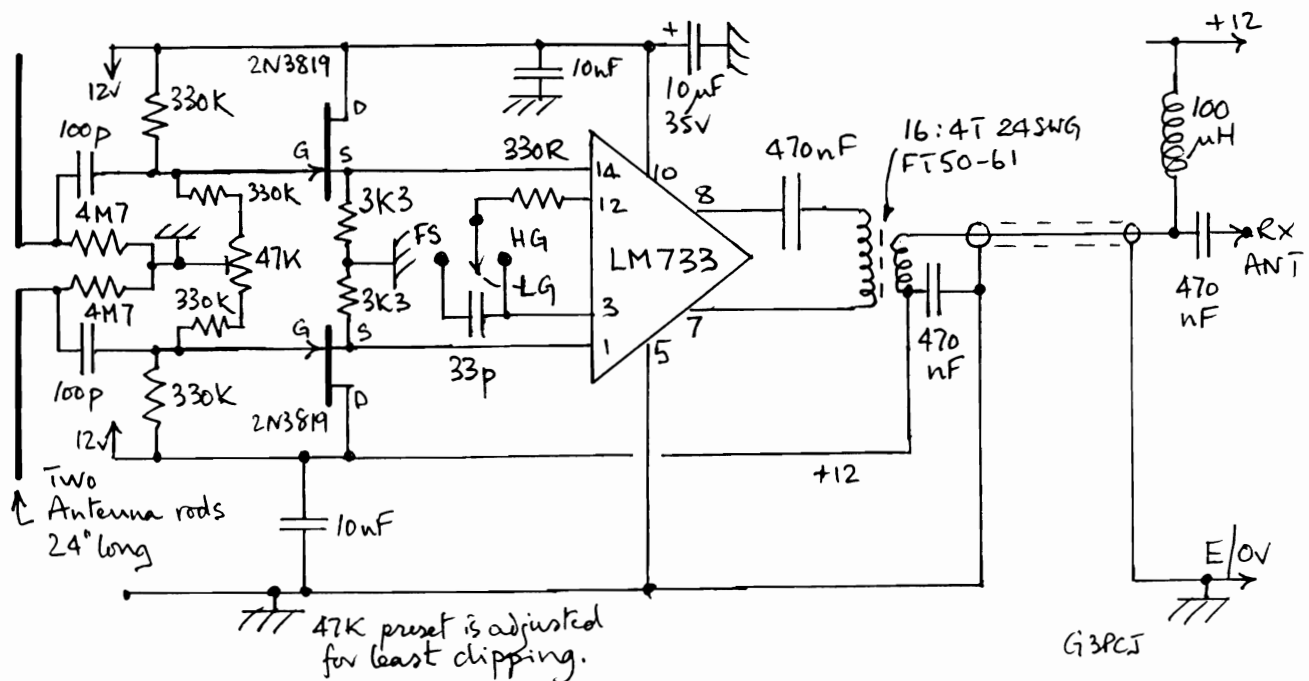 +12
2N3819
12v
10nF
+
10µF
35V
330K
D
100p
G
S
330R
14
10
16:4T 24SWG
FT50-61
100
µH
470nF
330K
3K3
12
8
4M7
FS
HG
LM733
RX
ANT
47K
LG
4M7
330K
3K3
3
7
470
nF
G
S
1
5
470
nF
100p
330K
33p
D
2N3819
12v
+12
Two
Antenna rods
24" long
10nF
E/0V
47K preset is adjusted
for least clipping.
G3PCJ